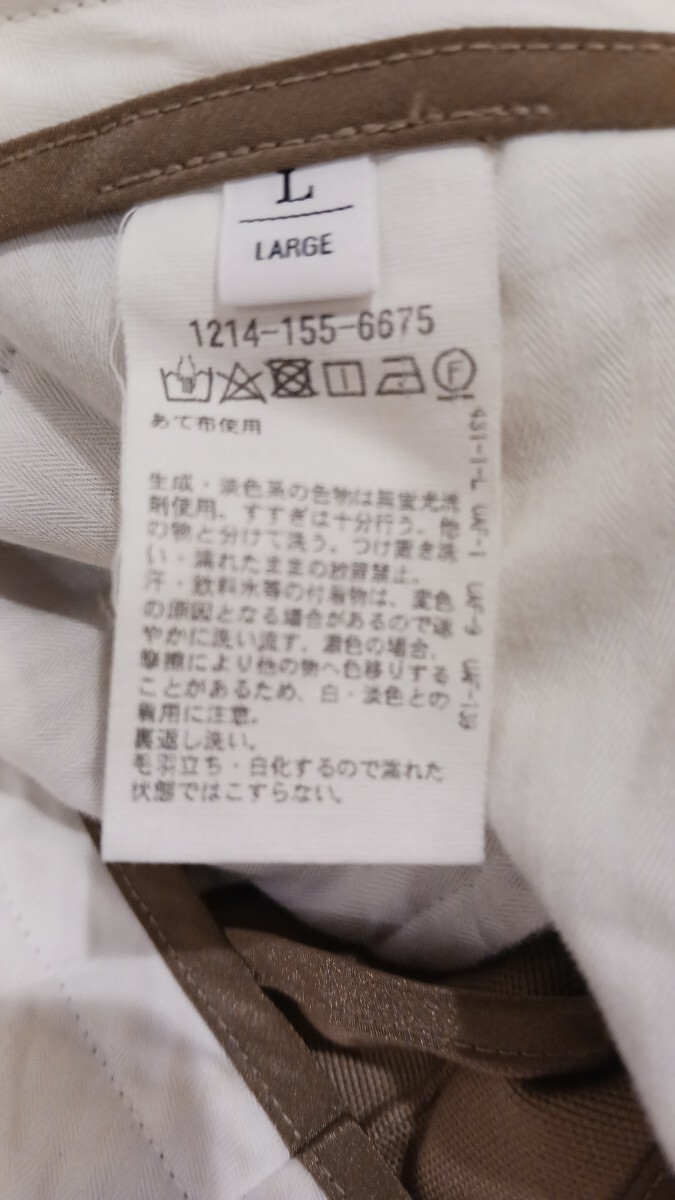 L
LARGE
1214-155-6675
F
あて布使用
生成・淡色系の色物は無蛍光洗
剤使用。すすぎは十分行う。他
の物と分けて洗う。つけ置き洗
い・濡れたままの放置禁止。
汗・飲料水等の付着物は、変色
の原因となる場合があるので速
やかに洗い流す。濃色の場合、
摩擦により他の物へ色移りする
ことがあるため、白・淡色との
着用に注意。
裏返し洗い。
毛羽立ち・白化するので濡れた
状態ではこすらない。
431-1-L UAF-1 UAF-9 UAF-139